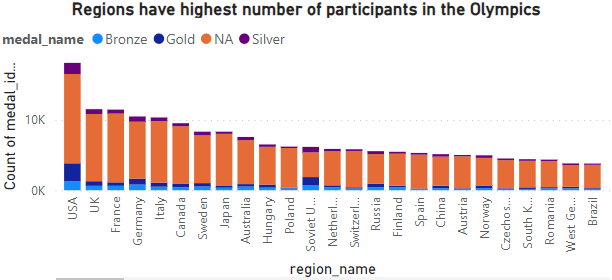 Regions have highest number of participants in the Olympics
medal_name Bronze Gold NA Silver
Count of medal_id...
10K
0K
USA
UK
France
Germany
Italy
Canada
Sweden
Japan
Australia
Hungary
Poland
Soviet U...
Netherl...
Switzerl...
Russia
Finland
Spain
China
Austria
Norway
Czechos...
South K...
Romania
West Ge...
Brazil
region_name